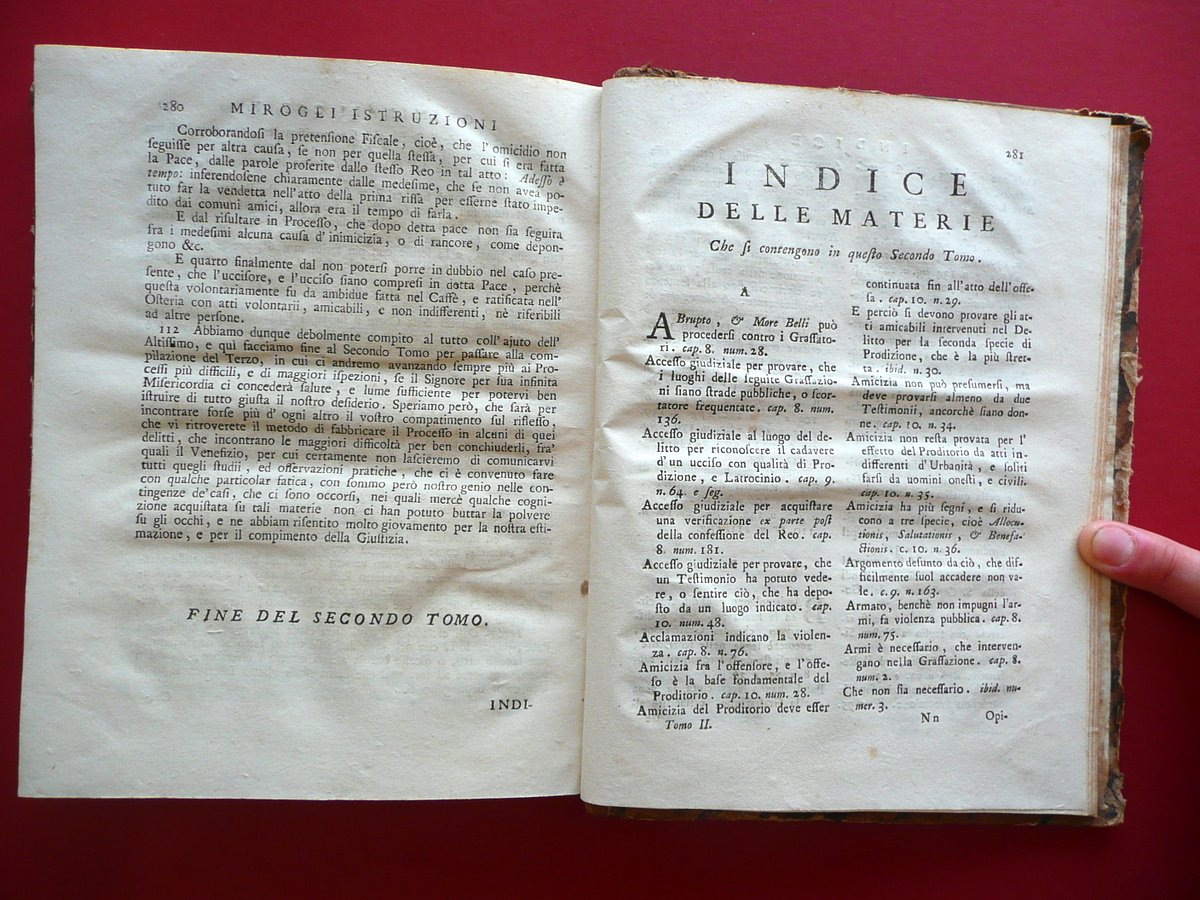 280 MIROGLI ISTRUZIONI
Corroborandoſi la pretenſione Fiſcale, cioè, che l'omicidio non
ſeguiſſe per altra cauſa, ſe non per quella ſteſſa, per cui ſi era fatta
la Pace, dalle parole proferite dallo ſteſſo Reo in tal atto: Adeſſo è
tempo: inferendoſene chiaramente dalle medeſime, che ſe non avea po-
tuto far la vendetta nell'atto della prima riſſa per eſſerne ſtato impe-
dito dai comuni amici, allora era il tempo di farla.
E dal riſultare in Proceſſo, che dopo detta pace non ſia ſeguita
fra i medeſimi alcuna cauſa d'inimicizia, o di rancore, come depon-
gono &c.
E quarto finalmente dal non poterſi porre in dubbio nel caſo pre-
ſente, che l'ucciſore, e l'ucciſo ſiano compreſi in detta Pace, perchè
queſta volontariamente fu da ambidue fatta nel Caffè, e ratificata nell'
Oſteria con atti volontarii, amicabili, e non indifferenti, nè riferibili
ad altre perſone.
112 Abbiamo dunque debolmente compito al tutto coll'ajuto dell'
Altiſſimo, e quì facciamo fine al Secondo Tomo per paſſare alla com-
pilazione del Terzo, in cui ci andremo avanzando ſempre più ai Pro-
ceſſi più difficili, e di maggiori iſpezioni, ſe il Signore per ſua infinita
Miſericordia ci concederà ſalute, e lume ſufficiente per potervi ben
iſtruire di tutto giuſta il noſtro deſiderio. Speriamo però, che ſarà per
incontrare forſe più d'ogni altro il voſtro compatimento ſul rifleſſo,
che vi ritroverete il metodo di fabbricare il Proceſſo in alcuni di quei
delitti, che incontrano le maggiori difficoltà per ben conchiuderli, fra'
quali il Venefizio, per cui certamente non laſcieremo di comunicarvi
tutti quegli ſtudii, ed oſſervazioni pratiche, che ci è convenuto fare
con qualche particolar fatica, con ſommo però noſtro genio nelle con-
tingenze de'caſi, che ci ſono occorſi, nei quali mercè qualche cogni-
zione acquiſtata ſu tali materie non ci han potuto buttar la polvere
ſu gli occhi, e ne abbiam riſentito molto giovamento per la noſtra eſti-
mazione, e per il compimento della Giuſtizia.
FINE DEL SECONDO TOMO.
INDI-
281
INDICE
DELLE MATERIE
Che ſi contengono in queſto Secondo Tomo.
A
ABrupto, & More Belli può
procederſi contro i Graſſato-
ri. cap. 8. num. 28.
Acceſſo giudiziale per provare, che
i luoghi delle ſeguite Graſſazio-
ni ſiano ſtrade pubbliche, o ſcor-
ratore frequentate. cap. 8. num.
136.
Acceſſo giudiziale al luogo del de-
litto per riconoſcere il cadavere
d'un ucciſo con qualità di Pro-
dizione, e Latrocinio. cap. 9.
n. 64. e ſeg.
Acceſſo giudiziale per acquiſtare
una verificazione ex parte poſt
della confeſſione del Reo. cap.
8. num. 181.
Acceſſo giudiziale per provare, che
un Teſtimonio ha potuto vede-
re, o ſentire ciò, che ha depo-
ſto da un luogo indicato. cap.
10. num. 48.
Acclamazioni indicano la violen-
za. cap. 8. n. 76.
Amicizia fra l'offenſore, e l'offe-
ſo è la baſe fondamentale del
Proditorio. cap. 10. num. 28.
Amicizia del Proditorio deve eſſer
Tomo II.
continuata fin all'atto dell'offe-
ſa. cap. 10. n. 29.
E perciò ſi devono provare gli at-
ti amicabili intervenuti nel De-
litto per la ſeconda ſpecie di
Prodizione, che è la più ſtret-
ta. ibid. n. 30.
Amicizia non può preſumerſi, ma
deve provarſi almeno da due
Teſtimonii, ancorchè ſiano don-
ne. cap. 10. n. 34.
Amicizia non reſta provata per l'
effetto del Proditorio da atti in-
differenti d'Urbanità, e ſoliti
farſi da uomini oneſti, e civili.
cap. 10. n. 35.
Amicizia ha più ſegni, e ſi ridu-
cono a tre ſpecie, cioè Allocu-
tionis, Salutationis, & Benefa-
ctionis. c. 10. n. 36.
Argomento deſunto da ciò, che dif-
ficilmente ſuol accadere non va-
le. c. 9. n. 163.
Armato, benchè non impugni l'ar-
mi, fa violenza pubblica. cap. 8.
num. 75.
Armi è neceſſario, che interven-
gano nella Graſſazione. cap. 8.
num. 2.
Che non ſia neceſſario. ibid. nu-
mer. 3.
Nn Opi-